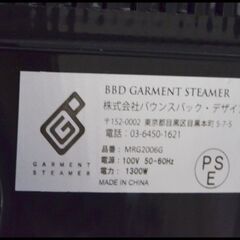 BBD GARMENT STEAMER
株式会社バウンスバック・デザイン
〒152-0002 東京都目黒区目黒本町5-7-5
電話：03-6450-1621
品番：MRG2006G
電源：100V 50-60Hz
電力：1300W
MADE IN CHINA
GARMENT
STEAMER
PS
E